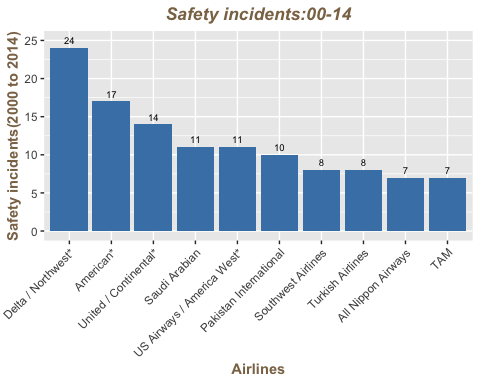 Safety incidents:00-14
Safety incidents(2000 to 2014)
25
20
15
10
5
0
24
17
14
11
11
10
8
8
7
7
Delta / Northwest*
American*
United / Continental*
Saudi Arabian
US Airways / America West*
Pakistan International
Southwest Airlines
Turkish Airlines
All Nippon Airways
TAM
Airlines